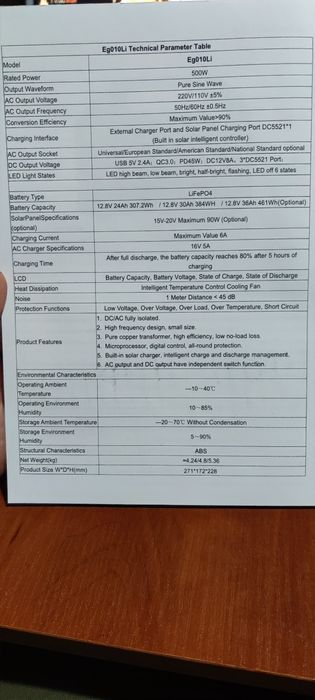 Eg010Li Technical Parameter Table
Model Eg010Li
Rated Power 500W
Output Waveform Pure Sine Wave
AC Output Voltage 220V/110V ±5%
AC Output Frequency 50Hz/60Hz ±0.5Hz
Conversion Efficiency Maximum Value>90%
Charging Interface External Charger Port and Solar Panel Charging Port DC5521*1
(Built in solar intelligent controller)
AC Output Socket Universal/European Standard/American Standard/National Standard optional
DC Output Voltage USB 5V 2.4A; QC3.0; PD45W; DC12V8A; 3*DC5521 Port;
LED Light States LED high beam, low beam, bright, half-bright, flashing, LED off 6 states
Battery Type LiFePO4
Battery Capacity 12.8V 24Ah 307.2Wh / 12.8V 30Ah 384WH / 12.8V 36Ah 461Wh(Optional)
SolarPanelSpecifications
(optional) 15V-20V Maximum 90W (Optional)
Charging Current Maximum Value 6A
AC Charger Specifications 16V 5A
Charging Time After full discharge, the battery capacity reaches 80% after 5 hours of
charging
LCD Battery Capacity, Battery Voltage, State of Charge, State of Discharge
Heat Dissipation Intelligent Temperature Control Cooling Fan
Noise 1 Meter Distance < 45 dB
Protection Functions Low Voltage, Over Voltage, Over Load, Over Temperature, Short Circuit
Product Features
1. DC/AC fully isolated.
2. High frequency design, small size.
3. Pure copper transformer, high efficiency, low no-load loss.
4. Microprocessor, digital control, all-round protection.
5. Built-in solar charger, intelligent charge and discharge management.
6. AC output and DC output have independent switch function.
Environmental Characteristics
Operating Ambient
Temperature —10~40℃
Operating Environment
Humidity 10~85%
Storage Ambient Temperature —20~70℃ Without Condensation
Storage Environment
Humidity 5~90%
Structural Characteristics ABS
Net Weight(kg)
Product Size W*D*H(mm) 271*172*228